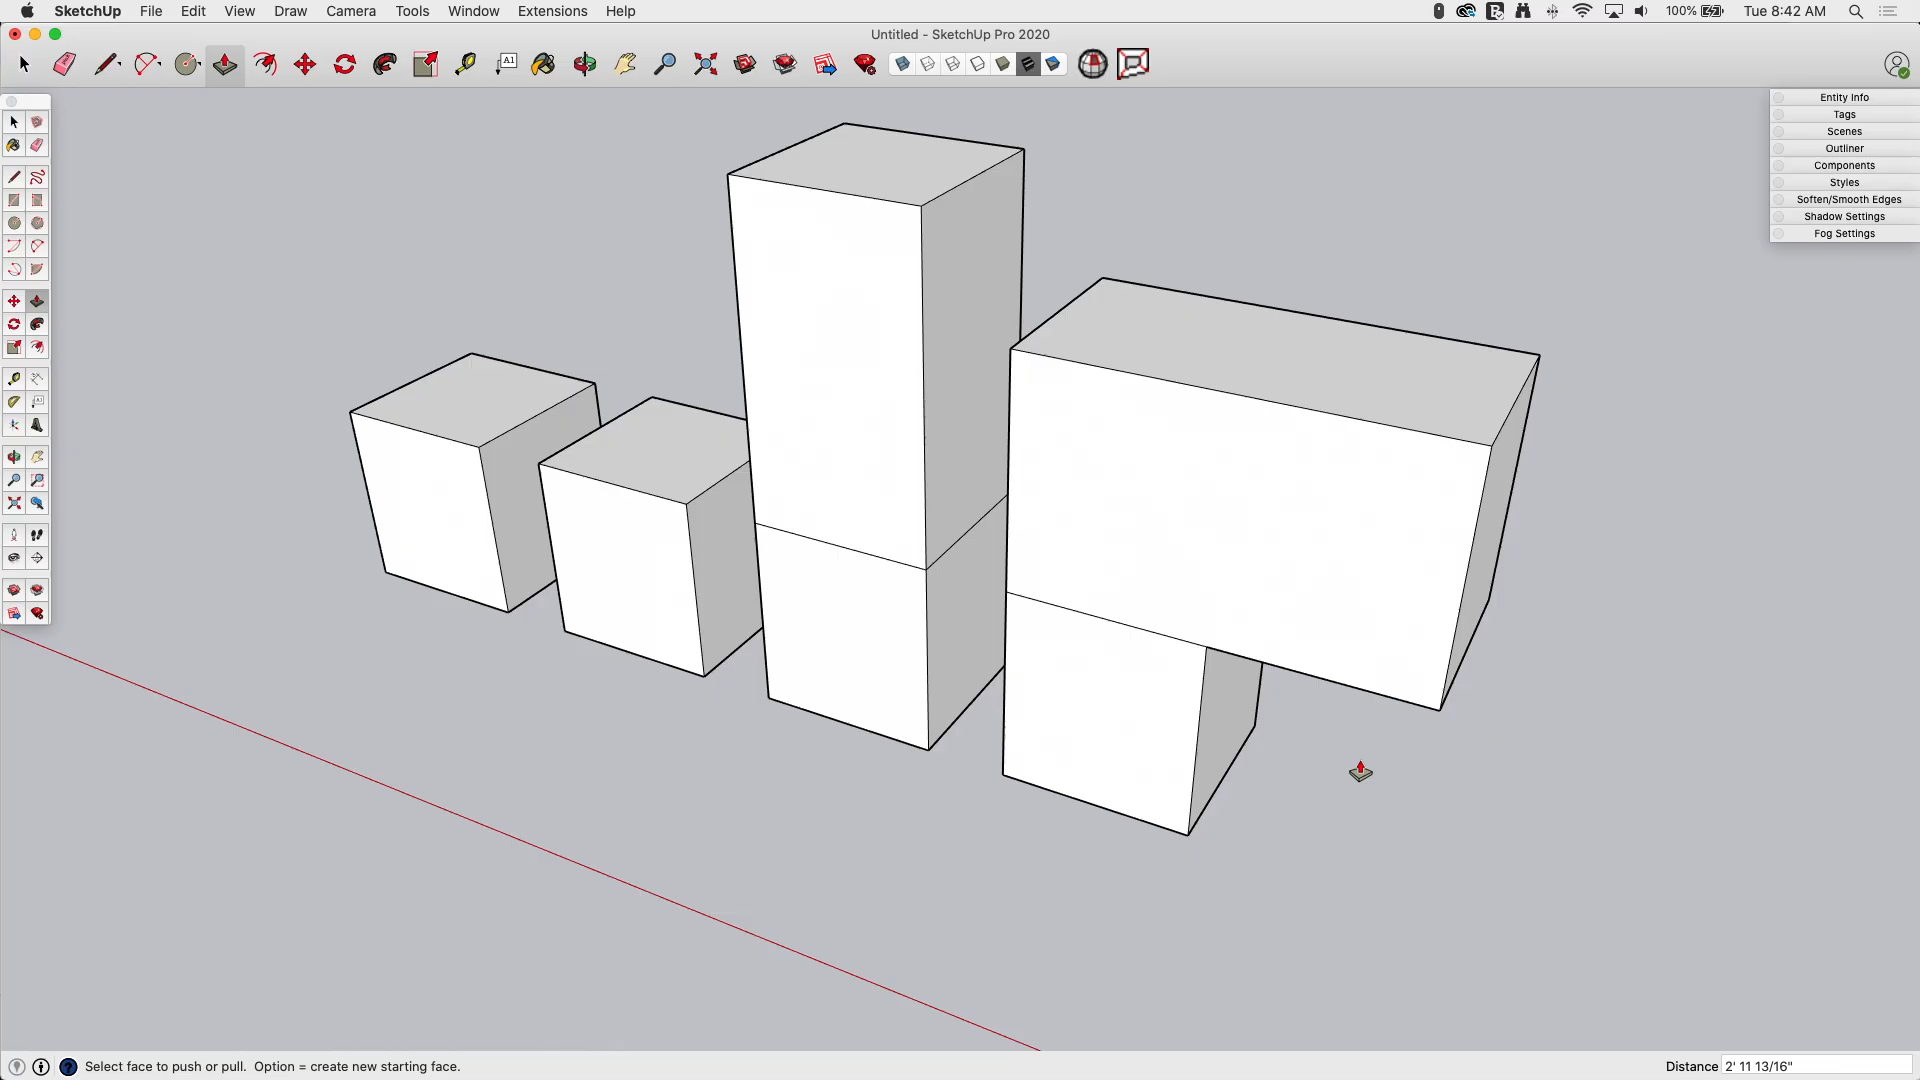 SketchUp File Edit View Draw Camera Tools Window Extensions Help 100% Tue 8:42 AM
Untitled - SketchUp Pro 2020
A1
Entity Info
Tags
Scenes
Outliner
Components
Styles
Soften/Smooth Edges
Shadow Settings
Fog Settings
A1
Select face to push or pull. Option = create new starting face. Distance 2' 11 13/16"